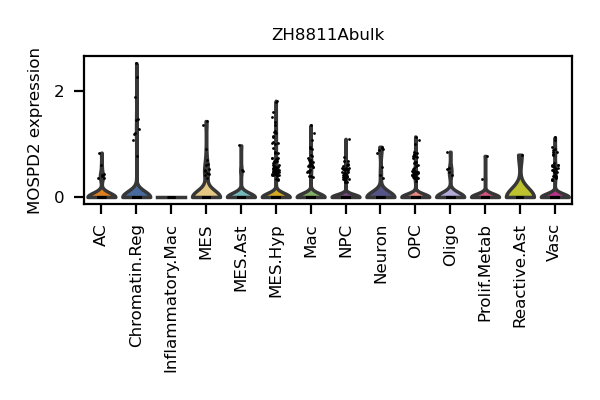 ZH8811Abulk
MOSPD2 expression
2
0
AC
Chromatin.Reg
Inflammatory.Mac
MES
MES.Ast
MES.Hyp
Mac
NPC
Neuron
OPC
Oligo
Prolif.Metab
Reactive.Ast
Vasc